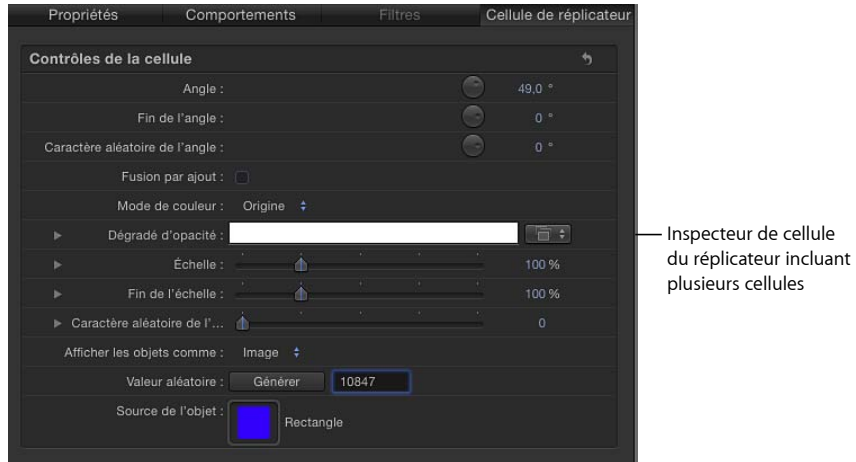 Propriétés Comportements Filtres Cellule de réplicateur
Contrôles de la cellule
Angle : 49,0 °
Fin de l'angle : 0 °
Caractère aléatoire de l'angle : 0 °
Fusion par ajout :
Mode de couleur : Origine
Dégradé d'opacité :
Échelle : 100 %
Fin de l'échelle : 100 %
Caractère aléatoire de l'... 0
Afficher les objets comme : Image
Valeur aléatoire : Générer 10847
Source de l'objet : Rectangle
Inspecteur de cellule
du réplicateur incluant
plusieurs cellules